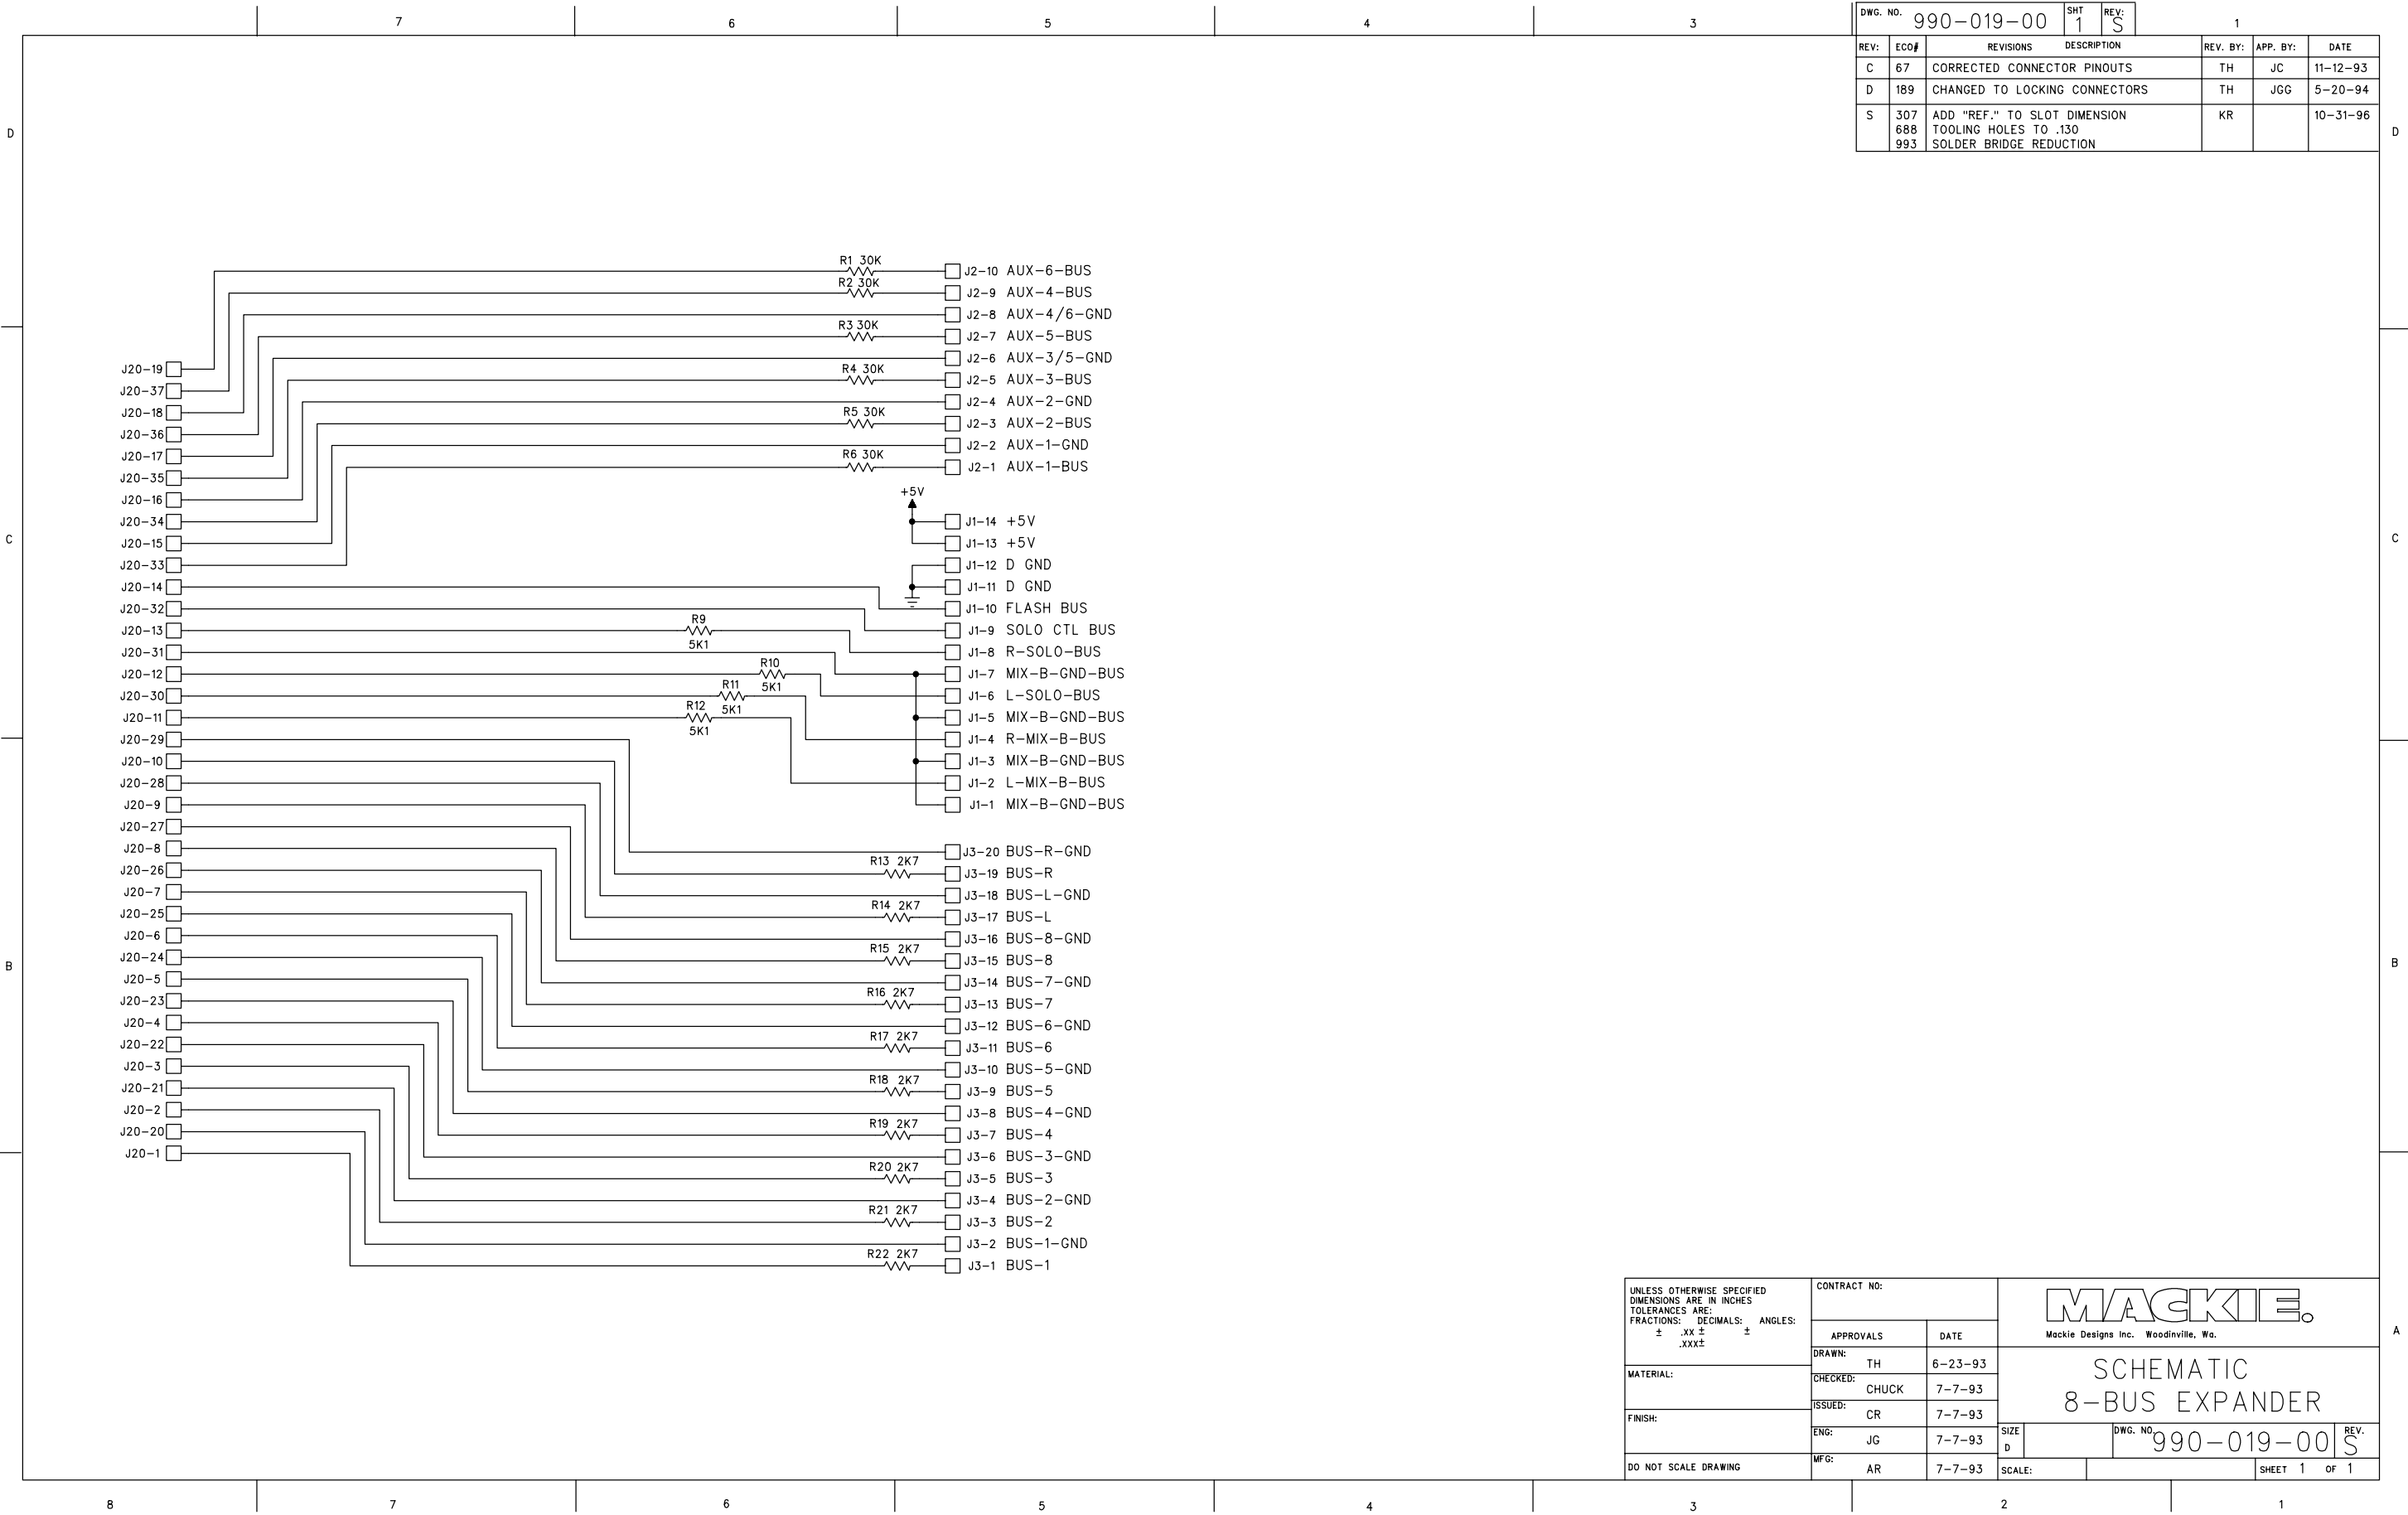 7 6 5 4 3 1
DWG. NO. 990-019-00 SHT 1 REV: S
REV: ECO# REVISIONS DESCRIPTION REV. BY: APP. BY: DATE
C 67 CORRECTED CONNECTOR PINOUTS TH JC 11-12-93
D 189 CHANGED TO LOCKING CONNECTORS TH JGG 5-20-94
S 307 ADD "REF." TO SLOT DIMENSION KR 10-31-96
688 TOOLING HOLES TO .130
993 SOLDER BRIDGE REDUCTION
D D
R1 30K J2-10 AUX-6-BUS
R2 30K J2-9 AUX-4-BUS
J2-8 AUX-4/6-GND
R3 30K J2-7 AUX-5-BUS
J2-6 AUX-3/5-GND
J20-19
R4 30K J2-5 AUX-3-BUS
J20-37
J2-4 AUX-2-GND
J20-18
R5 30K J2-3 AUX-2-BUS
J20-36
J2-2 AUX-1-GND
J20-17
R6 30K J2-1 AUX-1-BUS
J20-35
J20-16
+5V
J20-34 J1-14 +5V
J20-15 J1-13 +5V
C C
J20-33 J1-12 D GND
J20-14 J1-11 D GND
J20-32 J1-10 FLASH BUS
J20-13 R9 5K1 J1-9 SOLO CTL BUS
J20-31 J1-8 R-SOLO-BUS
J20-12 R10 5K1 J1-7 MIX-B-GND-BUS
J20-30 R11 5K1 J1-6 L-SOLO-BUS
J20-11 R12 5K1 J1-5 MIX-B-GND-BUS
J20-29 J1-4 R-MIX-B-BUS
J20-10 J1-3 MIX-B-GND-BUS
J20-28 J1-2 L-MIX-B-BUS
J20-9 J1-1 MIX-B-GND-BUS
J20-27
J20-8 J3-20 BUS-R-GND
J20-26 R13 2K7 J3-19 BUS-R
J20-7 J3-18 BUS-L-GND
J20-25 R14 2K7 J3-17 BUS-L
J20-6 J3-16 BUS-8-GND
J20-24 R15 2K7 J3-15 BUS-8
B B
J20-5 J3-14 BUS-7-GND
J20-23 R16 2K7 J3-13 BUS-7
J20-4 J3-12 BUS-6-GND
J20-22 R17 2K7 J3-11 BUS-6
J20-3 J3-10 BUS-5-GND
J20-21 R18 2K7 J3-9 BUS-5
J20-2 J3-8 BUS-4-GND
J20-20 R19 2K7 J3-7 BUS-4
J20-1 J3-6 BUS-3-GND
R20 2K7 J3-5 BUS-3
J3-4 BUS-2-GND
R21 2K7 J3-3 BUS-2
J3-2 BUS-1-GND
R22 2K7 J3-1 BUS-1
UNLESS OTHERWISE SPECIFIED
DIMENSIONS ARE IN INCHES
TOLERANCES ARE:
FRACTIONS: DECIMALS: ANGLES:
± .XX ± ±
.XXX±
MATERIAL:
FINISH:
DO NOT SCALE DRAWING
CONTRACT NO:
APPROVALS DATE
DRAWN: TH 6-23-93
CHECKED: CHUCK 7-7-93
ISSUED: CR 7-7-93
ENG: JG 7-7-93
MFG: AR 7-7-93
MACKIE.
Mackie Designs Inc. Woodinville, Wa.
A
SCHEMATIC
8-BUS EXPANDER
SIZE D DWG. NO. 990-019-00 REV. S
SCALE: SHEET 1 OF 1
8 7 6 5 4 3 2 1